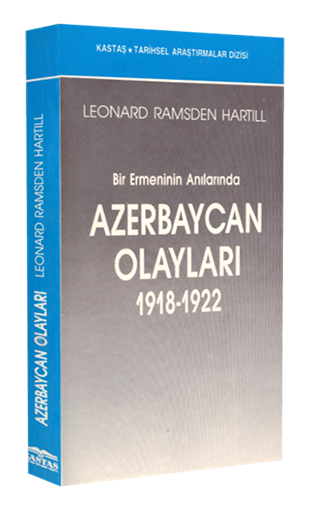 KASTAŞ ★ TARİHSEL ARAŞTIRMALAR DİZİSİ
LEONARD RAMSDEN HARTILL
Bir Ermeninin Anılarında
AZERBAYCAN
OLAYLARI
1918-1922
AZERBAYCAN OLAYLARI LEONARD RAMSDEN HARTILL
KASTAŞ